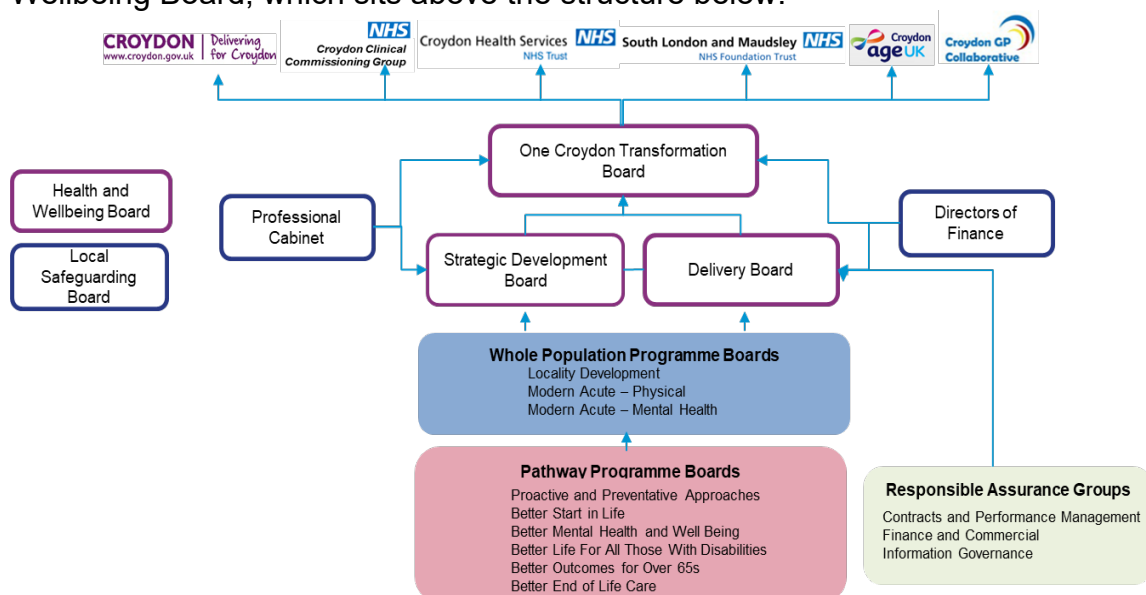 Wellbeing Board, which sits above the structure below.
CROYDON
www.croydon.gov.uk
Delivering
for Croydon
NHS
Croydon Clinical
Commissioning Group
Croydon Health Services NHS
NHS Trust
South London and Maudsley NHS
NHS Foundation Trust
Croydon
age UK
Croydon GP
Collaborative
One Croydon Transformation
Board
Health and
Wellbeing Board
Professional
Cabinet
Directors of
Finance
Local
Safeguarding
Board
Strategic Development
Board
Delivery Board
Whole Population Programme Boards
Locality Development
Modern Acute – Physical
Modern Acute – Mental Health
Pathway Programme Boards
Proactive and Preventative Approaches
Better Start in Life
Better Mental Health and Well Being
Better Life For All Those With Disabilities
Better Outcomes for Over 65s
Better End of Life Care
Responsible Assurance Groups
Contracts and Performance Management
Finance and Commercial
Information Governance